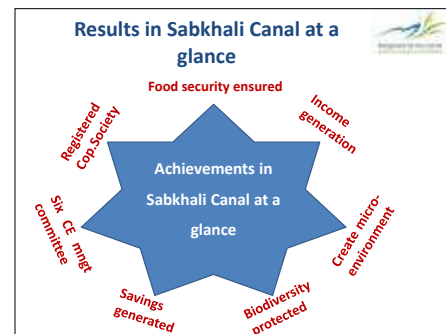 Results in Sabkhali Canal at a
glance
Food security ensured
Income
generation
Create micro-
environment
Biodiversity
protected
Savings
generated
Six CE mngt
committee
Registered
Cop.Society
Achievements in
Sabkhali Canal at a
glance